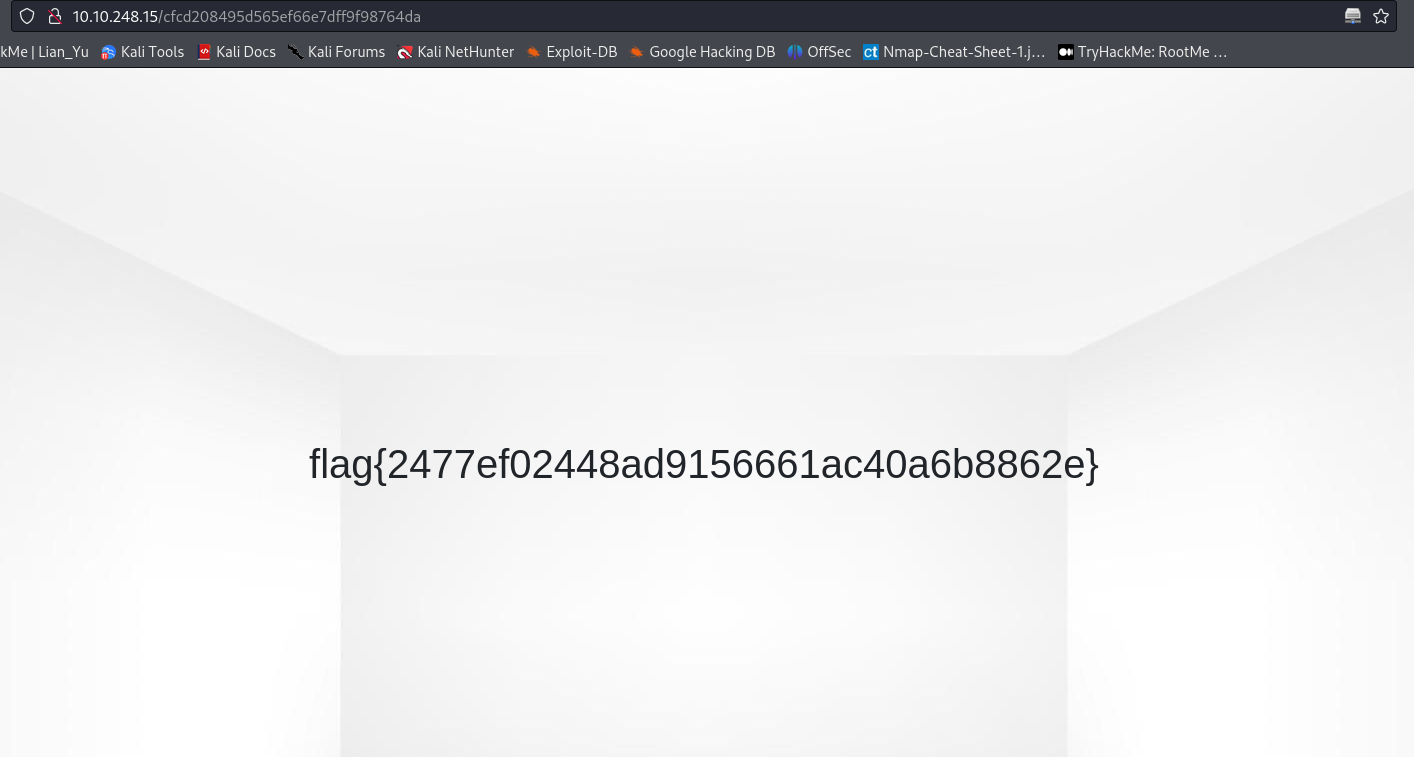 10.10.248.15/cfcd208495d565ef66e7dff9f98764da
kMe | Lian_Yu Kali Tools Kali Docs Kali Forums Kali NetHunter Exploit-DB Google Hacking DB OffSec ct Nmap-Cheat-Sheet-1.j… TryHackMe: RootMe …
flag{2477ef02448ad9156661ac40a6b8862e}